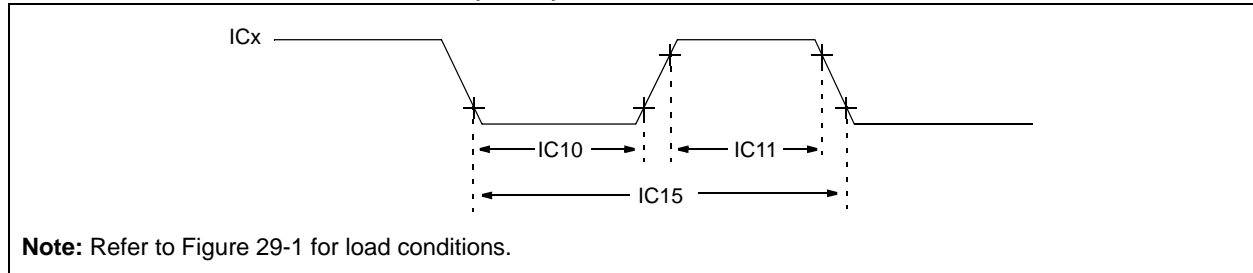 ICx
IC10
IC11
IC15
Note: Refer to Figure 29-1 for load conditions.